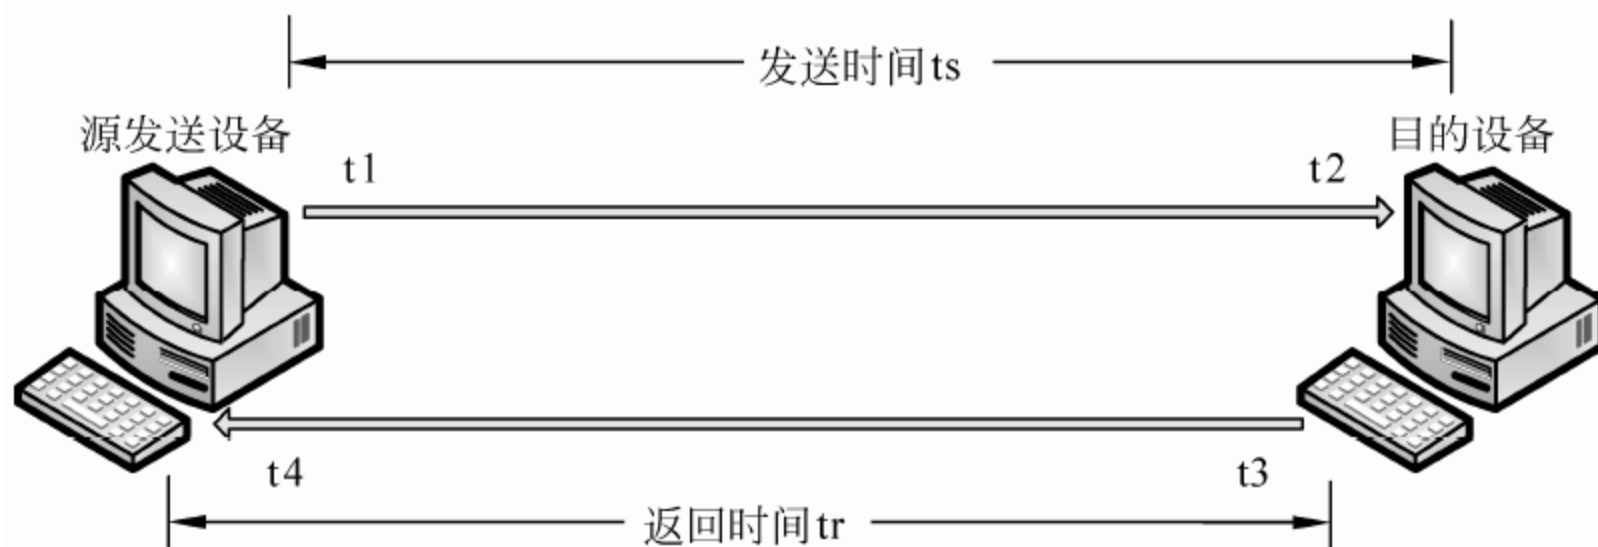 发送时间ts
源发送设备
目的设备
t1
t2
t4
t3
返回时间tr